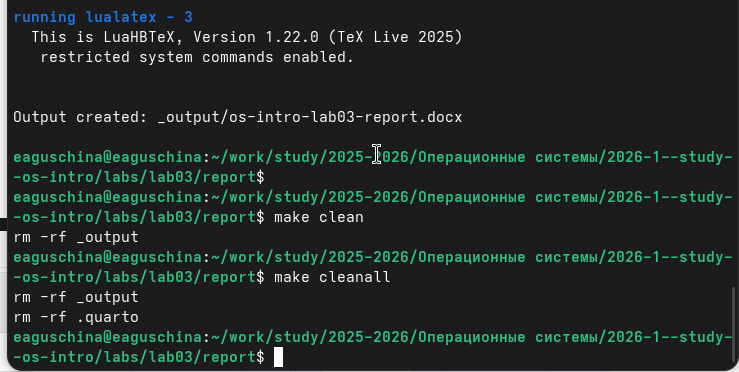 running lualatex - 3
This is LuaHBTeX, Version 1.22.0 (TeX Live 2025)
restricted system commands enabled.
Output created: _output/os-intro-lab03-report.docx
eaguschina@eaguschina:~/work/study/2025-2026/Операционные системы/2026-1--study-
-os-intro/labs/lab03/report$
eaguschina@eaguschina:~/work/study/2025-2026/Операционные системы/2026-1--study-
-os-intro/labs/lab03/report$ make clean
rm -rf _output
eaguschina@eaguschina:~/work/study/2025-2026/Операционные системы/2026-1--study-
-os-intro/labs/lab03/report$ make cleanall
rm -rf _output
rm -rf .quarto
eaguschina@eaguschina:~/work/study/2025-2026/Операционные системы/2026-1--study-
-os-intro/labs/lab03/report$